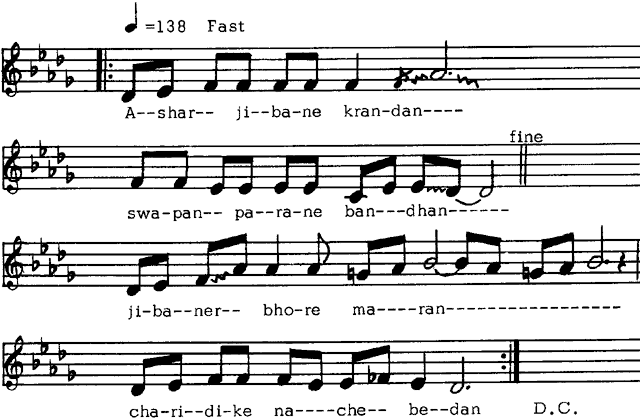 =138 Fast
A--shar-- ji--ba-ne kran-dan----
fine
swa-pan-- pa--ra-ne ban---dhan------
ji-ba--ner-- bho-re ma----ran-----------------
cha-ri--di-ke na----che-- be--dan D.C.